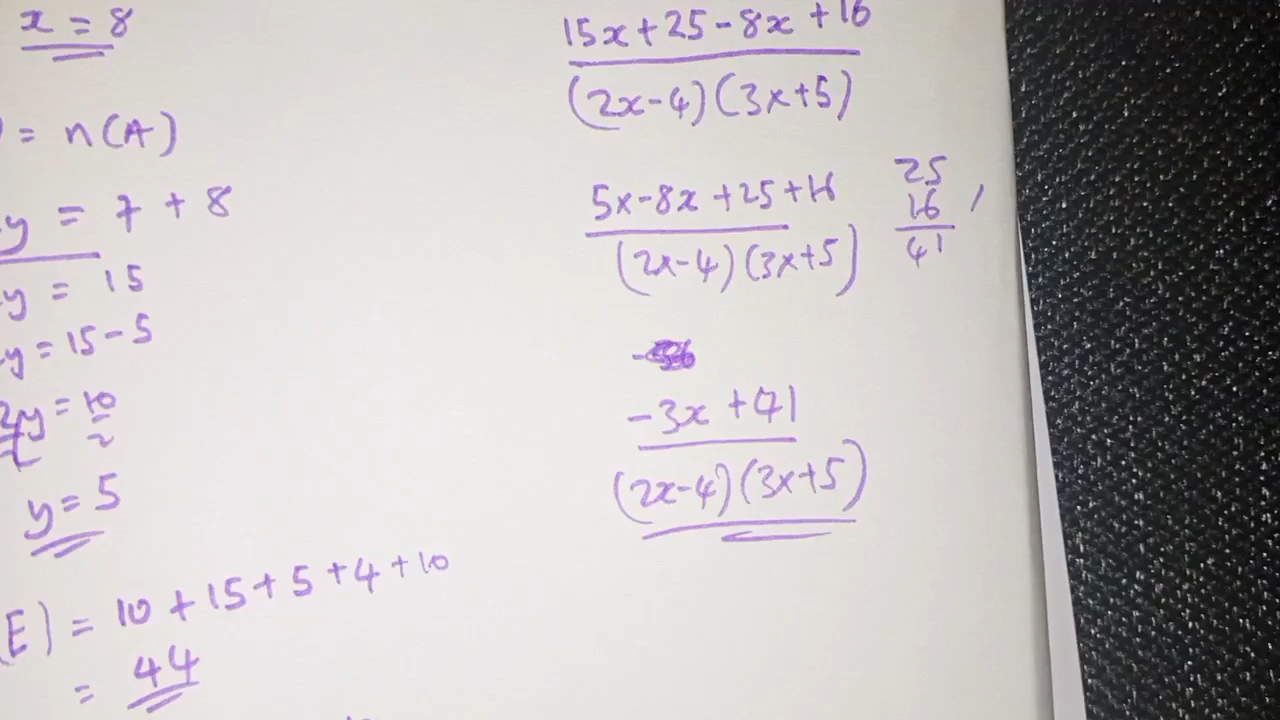 x = 8
) = n(A)
y = 7 + 8
y = 15
y = 15 - 5
2y = 10
2
y = 5
E) = 10 + 15 + 5 + 4 + 10
= 44
15x + 25 - 8x + 16
(2x-4)(3x+5)
5x - 8x + 25 + 16
(2x-4)(3x+5)
25
16
41
-3x + 41
(2x-4)(3x+5)